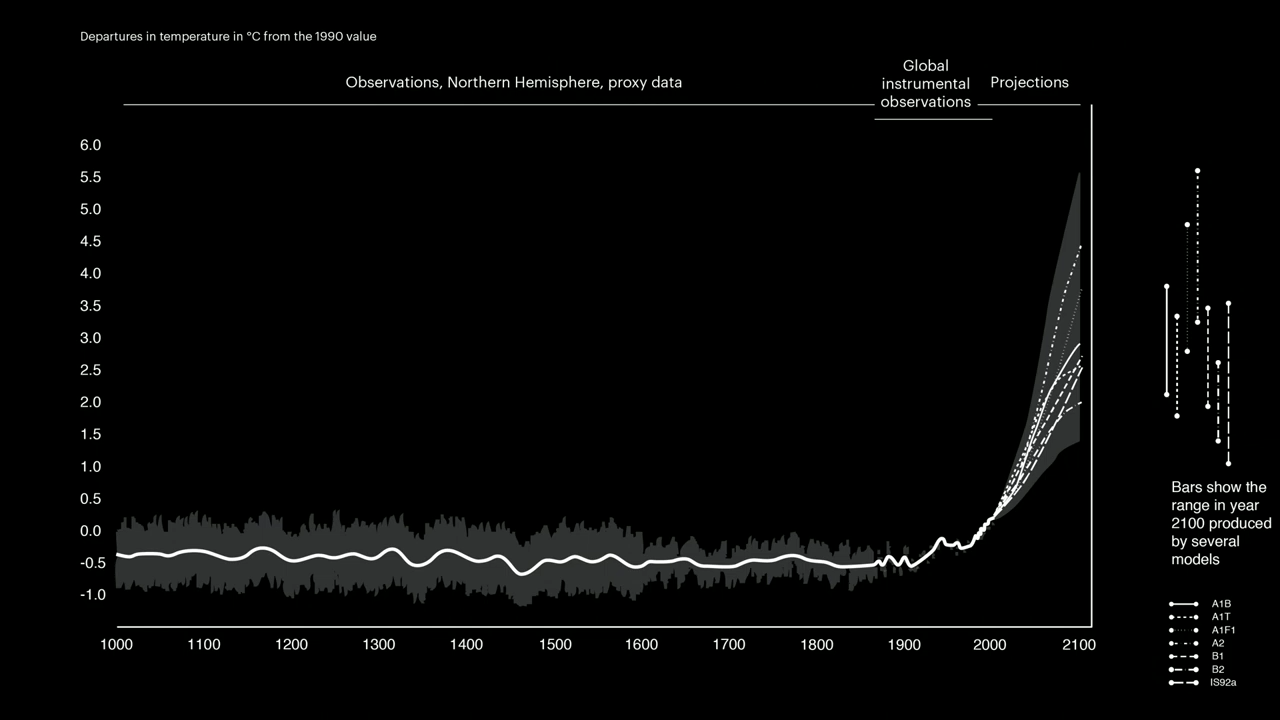 Departures in temperature in °C from the 1990 value
Observations, Northern Hemisphere, proxy data
Global
instrumental
observations
Projections
6.0
5.5
5.0
4.5
4.0
3.5
3.0
2.5
2.0
1.5
1.0
0.5
0.0
-0.5
-1.0
1000 1100 1200 1300 1400 1500 1600 1700 1800 1900 2000 2100
Bars show the
range in year
2100 produced
by several
models
A1B
A1T
A1F1
A2
B1
B2
IS92a